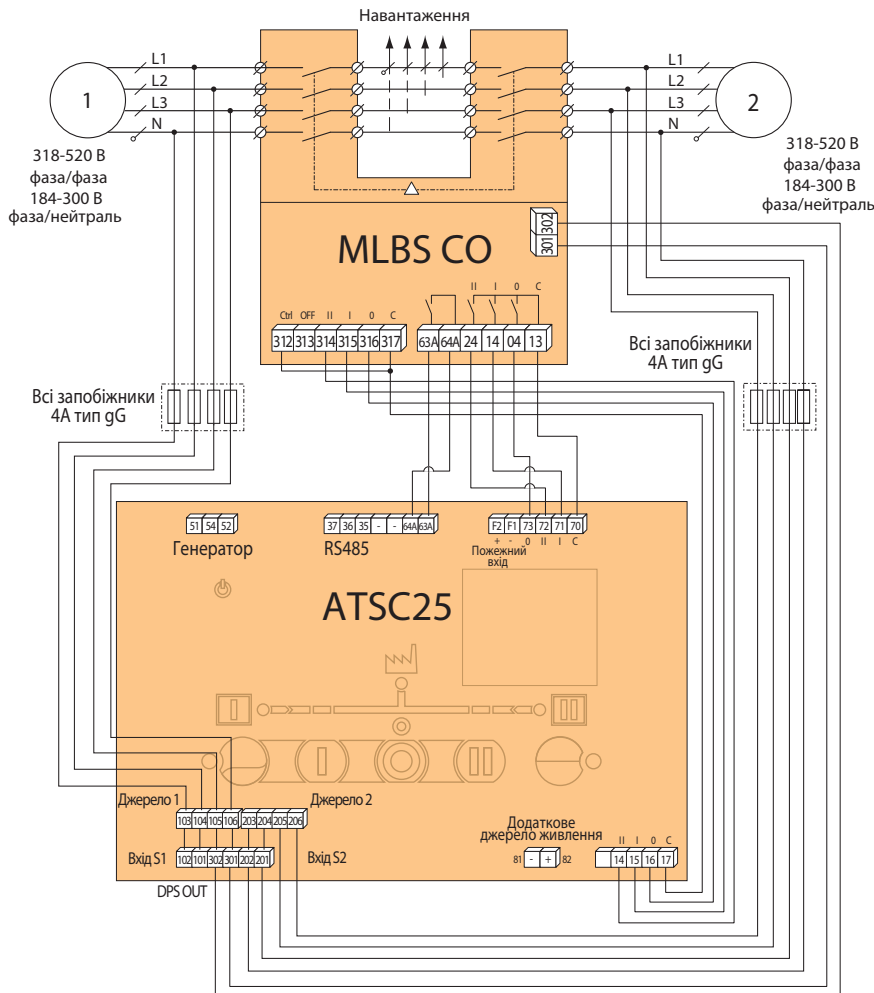 Навантаження
L1
L2
L3
N
1
318-520 В
фаза/фаза
184-300 В
фаза/нейтраль
L1
L2
L3
N
2
318-520 В
фаза/фаза
184-300 В
фаза/нейтраль
301 302
MLBS CO
Ctrl OFF II I 0 C
312 313 314 315 316 317
II I 0 C
63A 64A 24 14 04 13
Всі запобіжники
4А тип gG
Всі запобіжники
4А тип gG
51 54 52
Генератор
37 36 35 - - 64A 63A
RS485
F2 F1 73 72 71 70
+ - 0 II I C
Пожежний
вхід
ATSC25
Джерело 1
Джерело 2
103 104 105 106 203 204 205 206
Вхід S1
102 101 302 301 202 201
Вхід S2
DPS OUT
Додаткове
джерело живлення
81 - + 82
II I 0 C
14 15 16 17